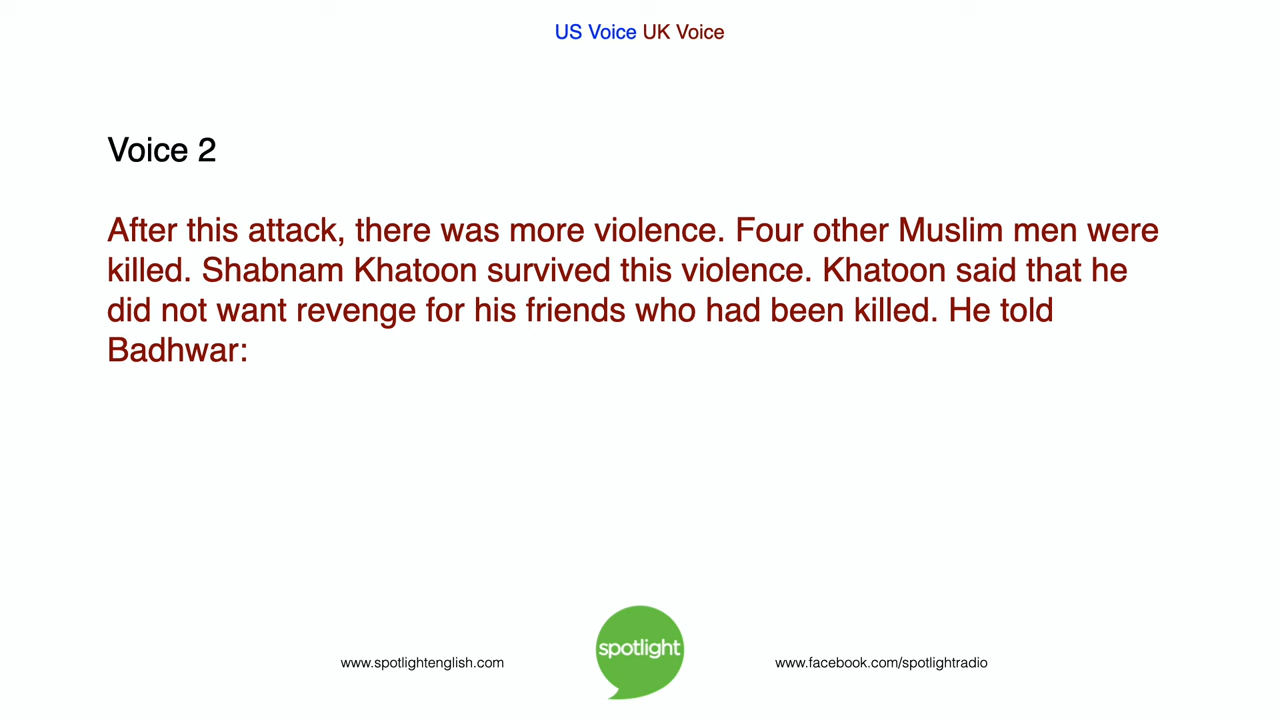 US Voice UK Voice
Voice 2
After this attack, there was more violence. Four other Muslim men were
killed. Shabnam Khatoon survived this violence. Khatoon said that he
did not want revenge for his friends who had been killed. He told
Badhwar:
spotlight
www.spotlightenglish.com
www.facebook.com/spotlightradio